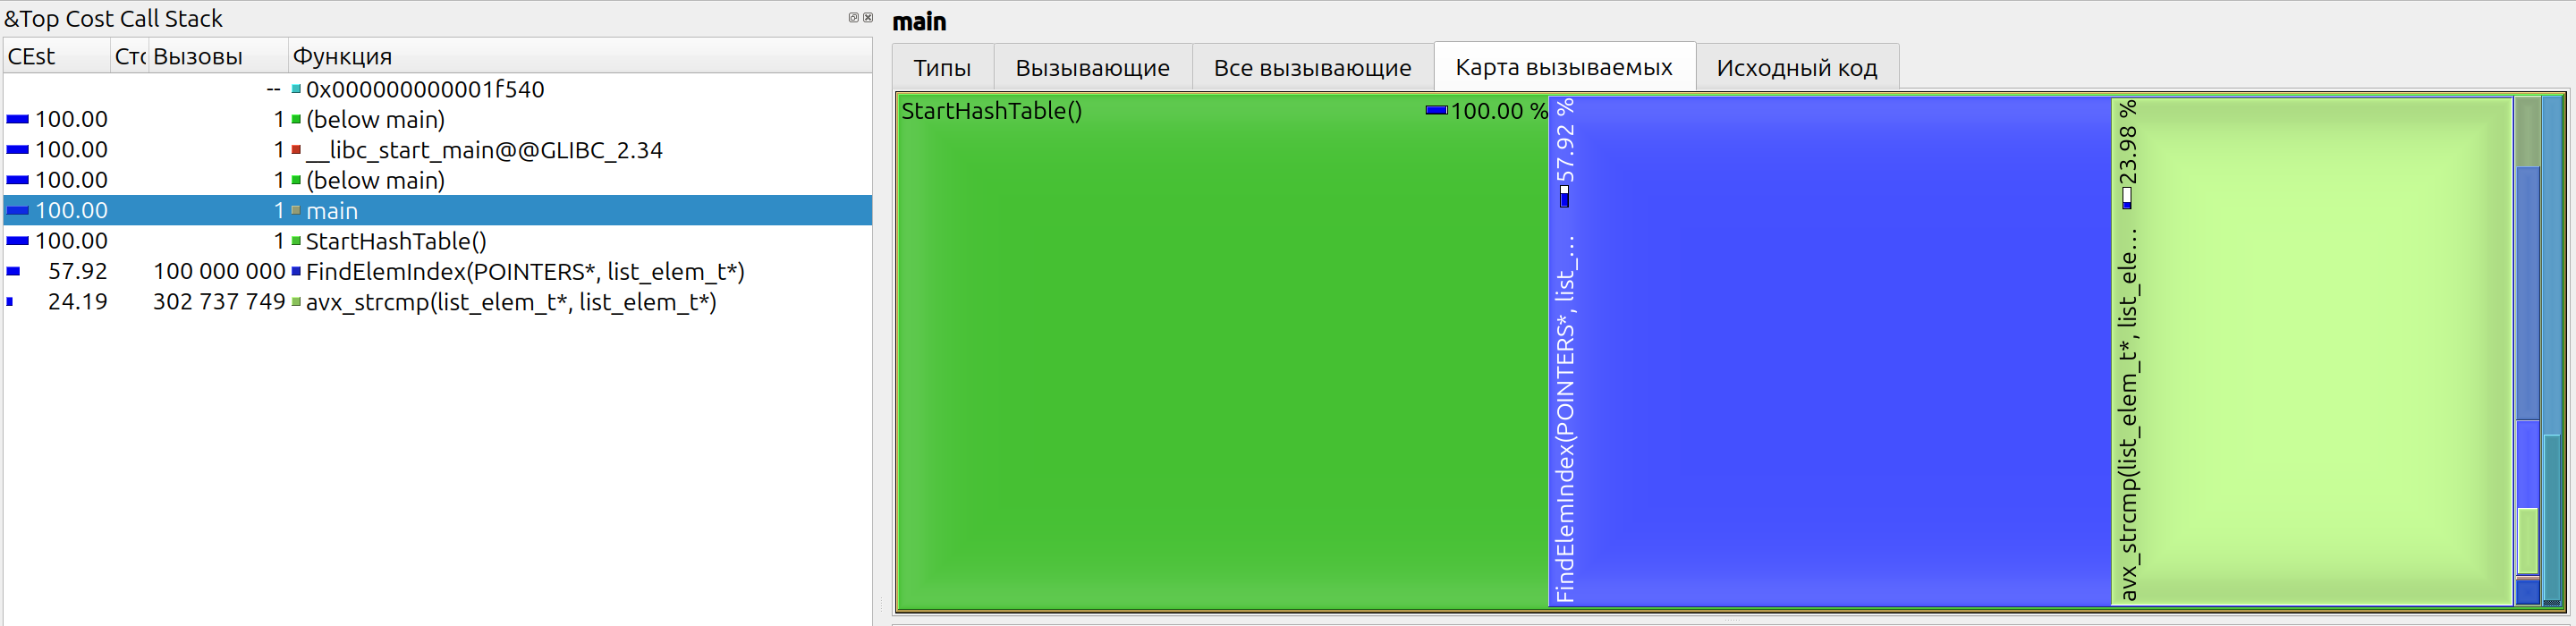 &Top Cost Call Stack
CEst Стс Вызовы Функция
-- 0x000000000001f540
100.00 1 (below main)
100.00 1 __libc_start_main@@GLIBC_2.34
100.00 1 (below main)
100.00 1 main
100.00 1 StartHashTable()
57.92 100 000 000 FindElemIndex(POINTERS*, list_elem_t*)
24.19 302 737 749 avx_strcmp(list_elem_t*, list_elem_t*)
main
Типы Вызывающие Все вызывающие Карта вызываемых Исходный код
StartHashTable() 100.00 %
FindElemIndex(POINTERS*, list_... 57.92 %
avx_strcmp(list_elem_t*, list_ele... 23.98 %